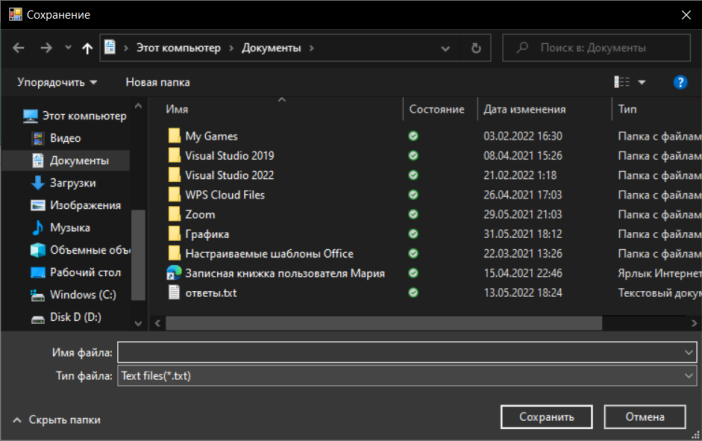 Сохранение
Этот компьютер > Документы >
Поиск в: Документы
Упорядочить
Новая папка
Этот компьютер
Видео
Документы
Загрузки
Изображения
Музыка
Объемные объ
Рабочий стол
Windows (C:)
Disk D (D:)
Имя Состояние Дата изменения Тип
My Games 03.02.2022 16:30 Папка с файлам
Visual Studio 2019 08.04.2021 15:26 Папка с файлам
Visual Studio 2022 21.02.2022 1:18 Папка с файлам
WPS Cloud Files 26.04.2021 17:03 Папка с файлам
Zoom 29.05.2021 21:03 Папка с файлам
Графика 31.05.2021 18:12 Папка с файлам
Настраиваемые шаблоны Office 22.03.2021 13:26 Папка с файлам
Записная книжка пользователя Мария 15.04.2021 22:46 Ярлык Интернет
ответы.txt 13.05.2022 18:24 Текстовый докум
Имя файла:
Тип файла: Text files(*.txt)
Скрыть папки
Сохранить
Отмена